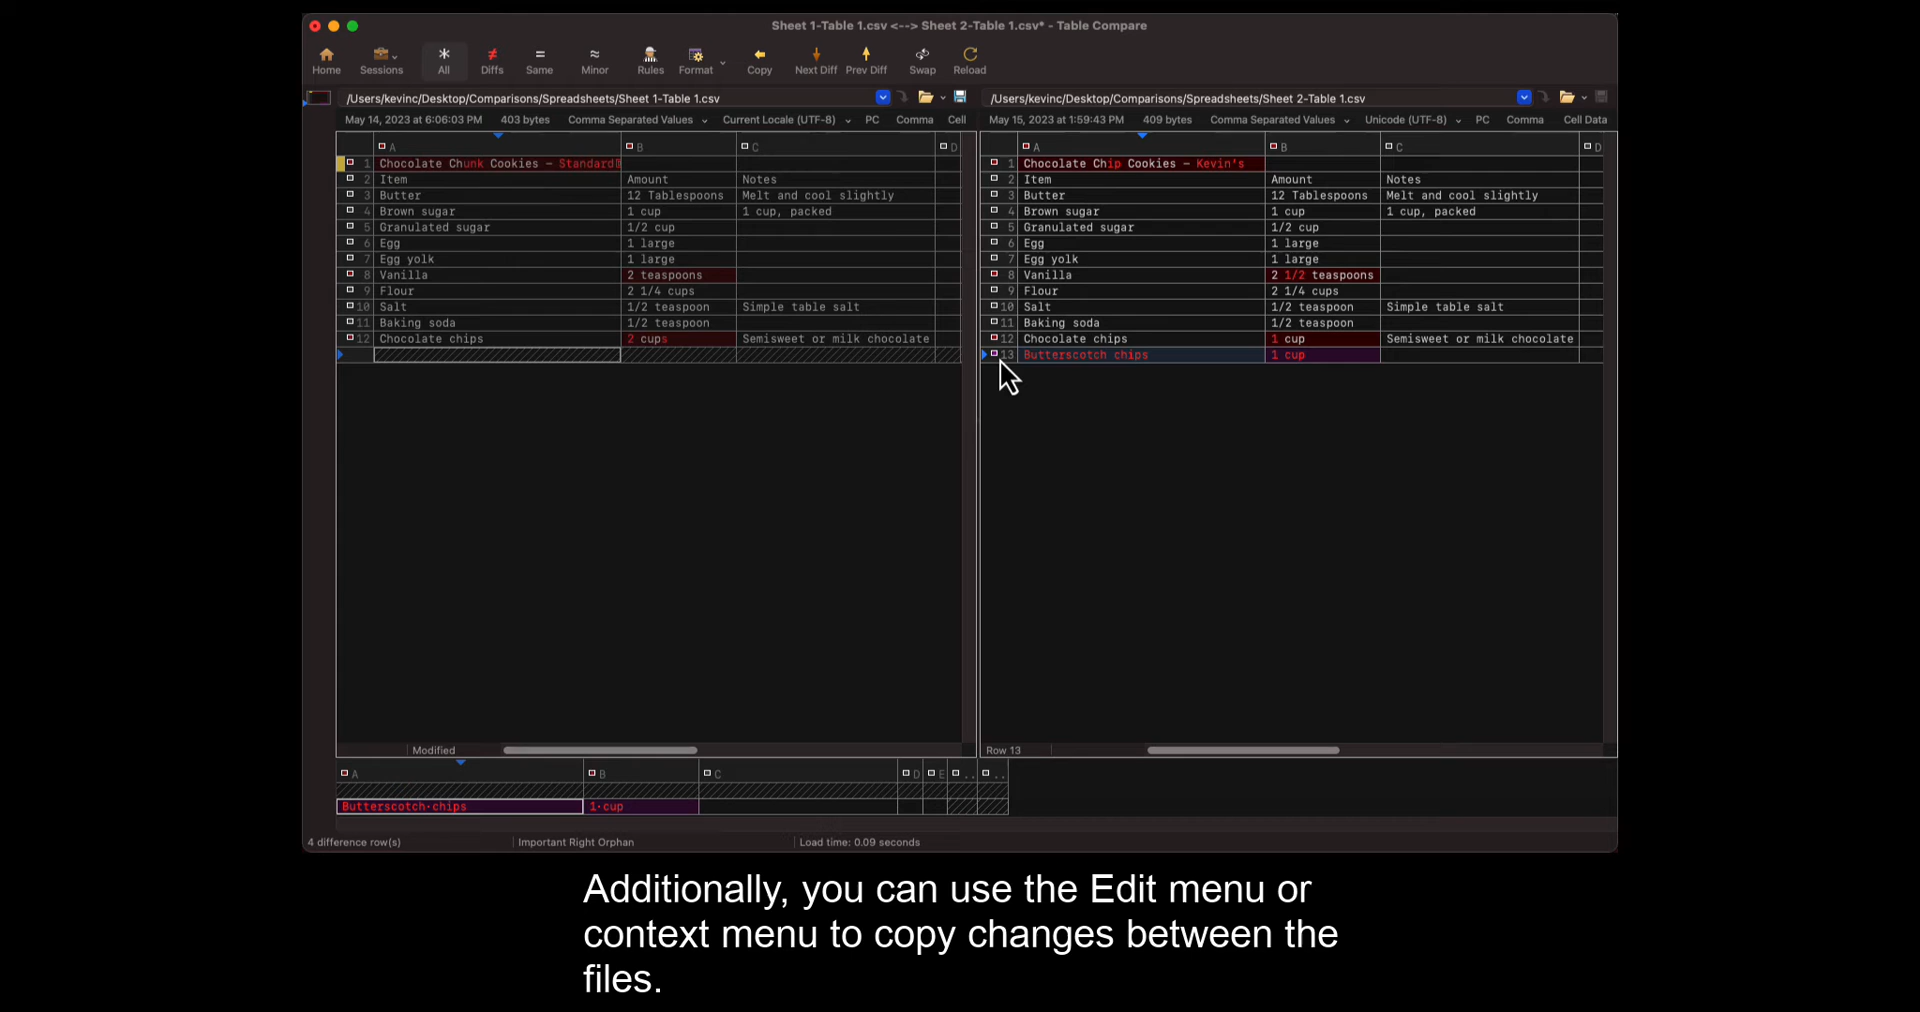 Sheet 1-Table 1.csv <--> Sheet 2-Table 1.csv* - Table Compare
Home Sessions All Diffs Same Minor Rules Format Copy Next Diff Prev Diff Swap Reload
/Users/kevinc/Desktop/Comparisons/Spreadsheets/Sheet 1-Table 1.csv
/Users/kevinc/Desktop/Comparisons/Spreadsheets/Sheet 2-Table 1.csv
May 14, 2023 at 6:06:03 PM 403 bytes Comma Separated Values Current Locale (UTF-8) PC Comma Cell
May 15, 2023 at 1:59:43 PM 409 bytes Comma Separated Values Unicode (UTF-8) PC Comma Cell Data
A B C D
1 Chocolate Chunk Cookies – Standard
2 Item Amount Notes
3 Butter 12 Tablespoons Melt and cool slightly
4 Brown sugar 1 cup 1 cup, packed
5 Granulated sugar 1/2 cup
6 Egg 1 large
7 Egg yolk 1 large
8 Vanilla 2 teaspoons
9 Flour 2 1/4 cups
10 Salt 1/2 teaspoon Simple table salt
11 Baking soda 1/2 teaspoon
12 Chocolate chips 2 cups Semisweet or milk chocolate
Modified
A B C D
1 Chocolate Chip Cookies – Kevin's
2 Item Amount Notes
3 Butter 12 Tablespoons Melt and cool slightly
4 Brown sugar 1 cup 1 cup, packed
5 Granulated sugar 1/2 cup
6 Egg 1 large
7 Egg yolk 1 large
8 Vanilla 2 1/2 teaspoons
9 Flour 2 1/4 cups
10 Salt 1/2 teaspoon Simple table salt
11 Baking soda 1/2 teaspoon
12 Chocolate chips 1 cup Semisweet or milk chocolate
13 Butterscotch chips 1 cup
Row 13
A B C D E .. ..
Butterscotch·chips 1·cup
4 difference row(s) Important Right Orphan Load time: 0.09 seconds
Additionally, you can use the Edit menu or
context menu to copy changes between the
files.